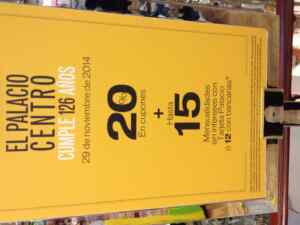 EL PALACIO
CENTRO
CUMPLE 126 AÑOS
29 de noviembre de 2014
20%
En cupones
+
Hasta
15
Mensualidades
sin intereses con
Tarjeta Palacio
o 12 con bancarias*